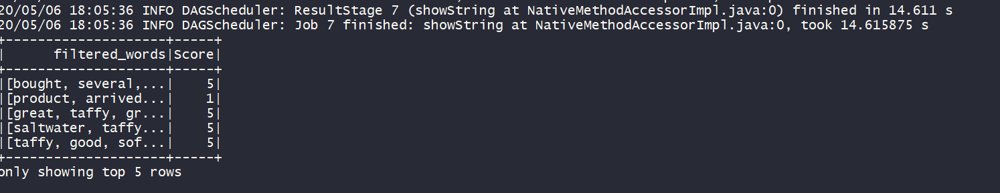 20/05/06 18:05:36 INFO DAGScheduler: ResultStage 7 (showString at NativeMethodAccessorImpl.java:0) finished in 14.611 s
20/05/06 18:05:36 INFO DAGScheduler: Job 7 finished: showString at NativeMethodAccessorImpl.java:0, took 14.615875 s
+--------------------+-----+
|      filtered_words|Score|
+--------------------+-----+
|[bought, several,...|    5|
|[product, arrived...|    1|
|[great, taffy, gr...|    5|
|[saltwater, taffy...|    5|
|[taffy, good, sof...|    5|
+--------------------+-----+
only showing top 5 rows